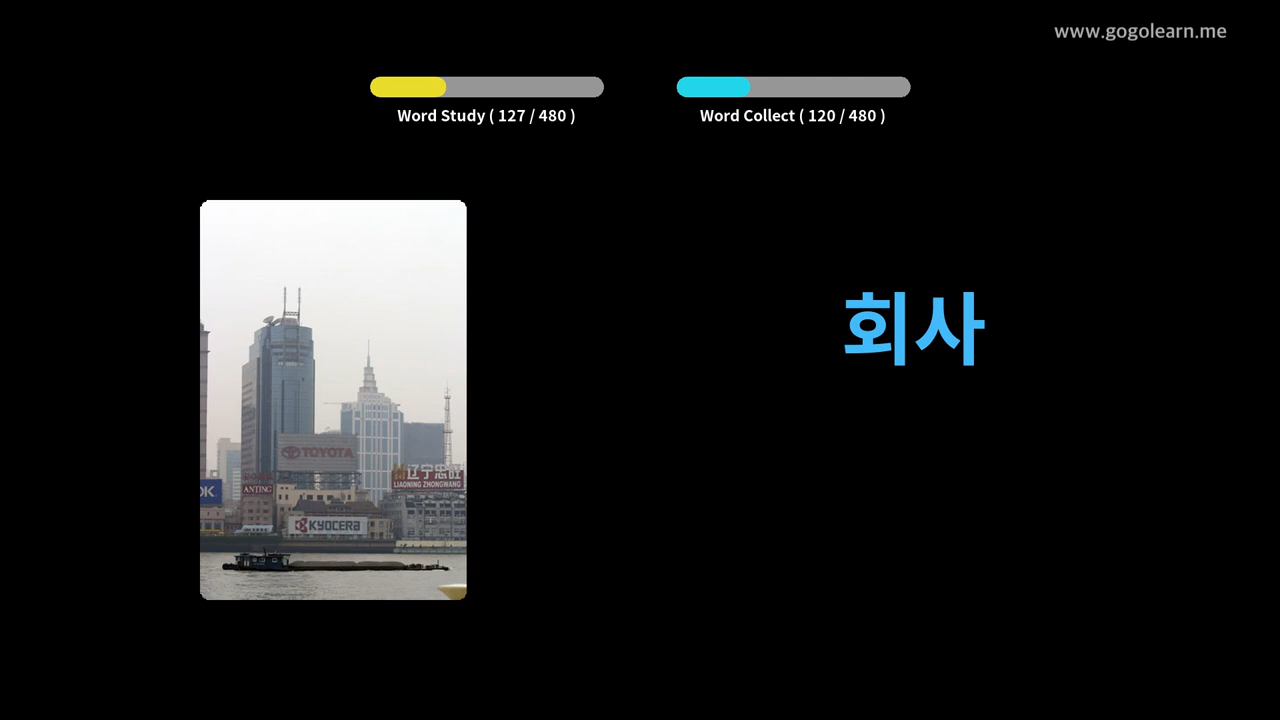 www.gogolearn.me
Word Study ( 127 / 480 )
Word Collect ( 120 / 480 )
회사
TOYOTA
辽宁忠旺
LIAONING ZHONGWANG
OK
ANTING
KYOCERA